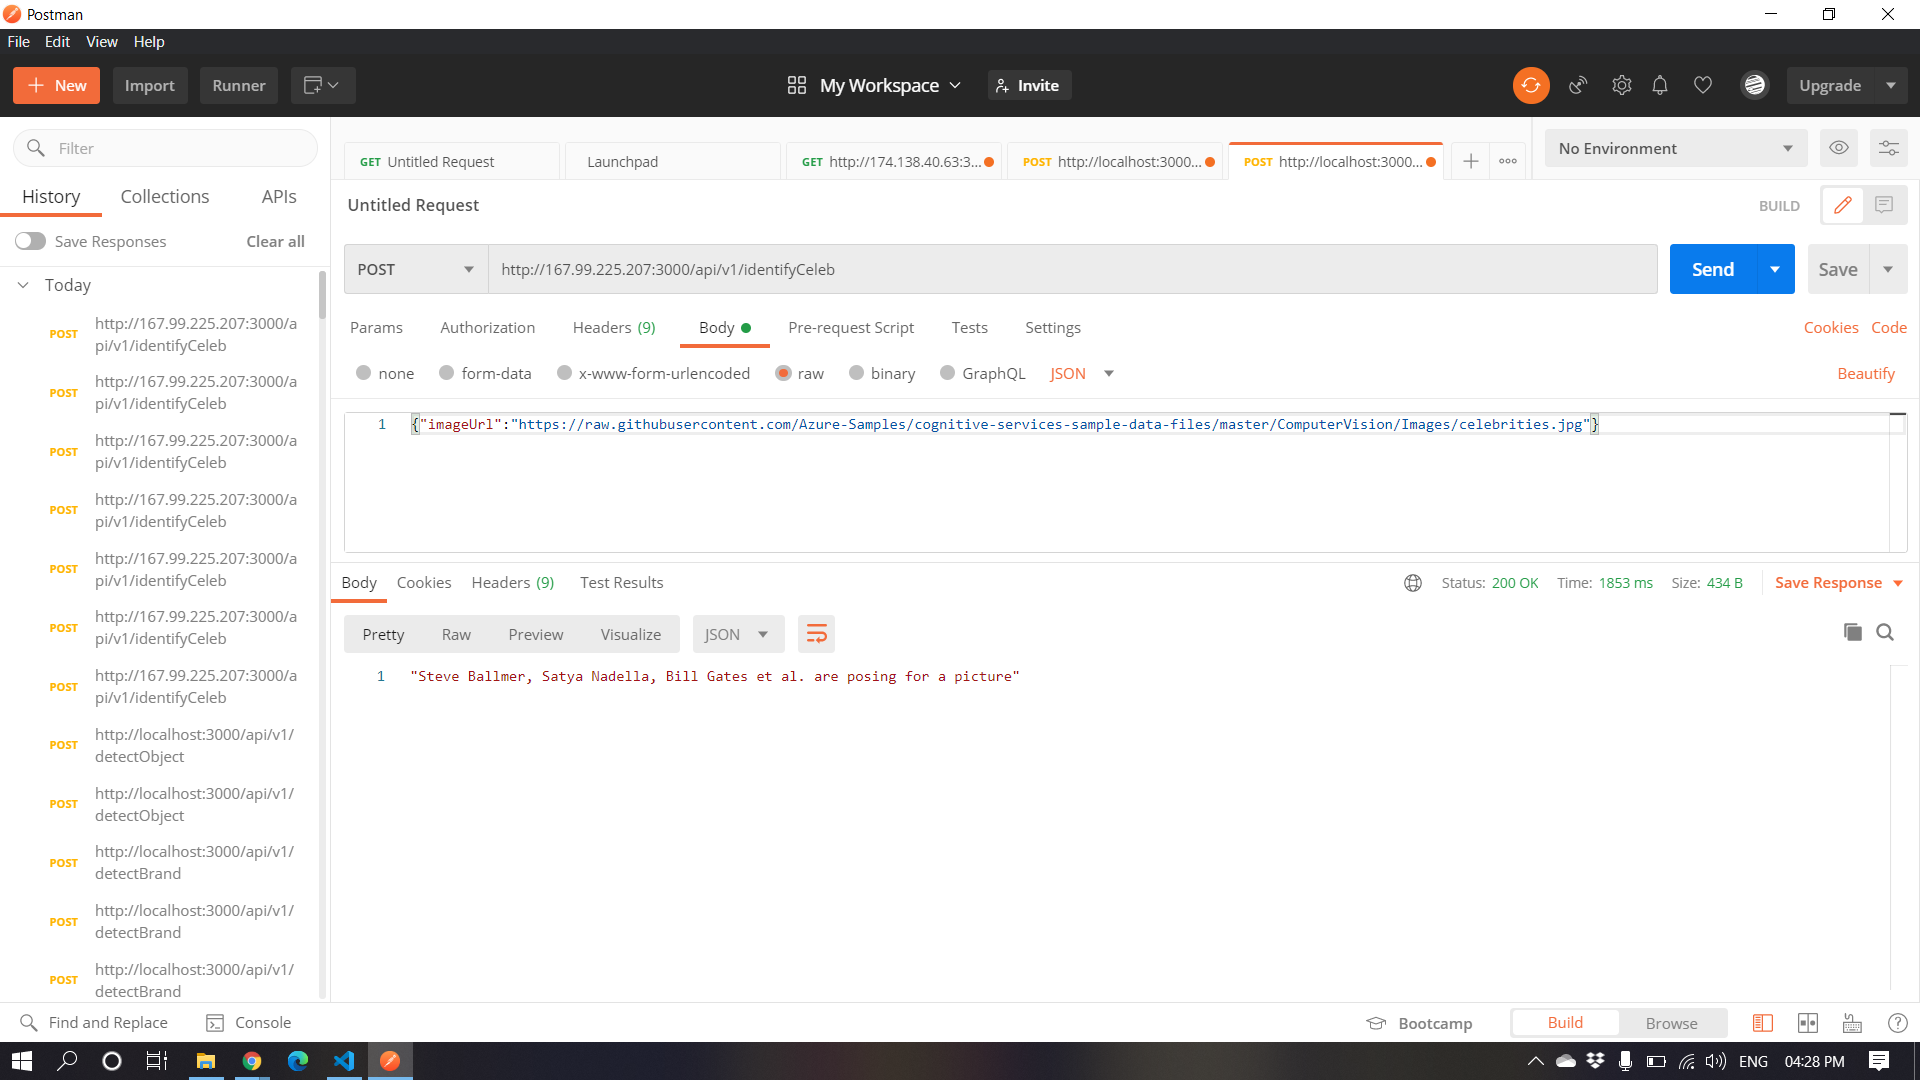 Postman
File Edit View Help
New Import Runner My Workspace Invite Upgrade
Filter
History Collections APIs
Save Responses Clear all
Today
POST http://167.99.225.207:3000/a
pi/v1/identifyCeleb
POST http://167.99.225.207:3000/a
pi/v1/identifyCeleb
POST http://167.99.225.207:3000/a
pi/v1/identifyCeleb
POST http://167.99.225.207:3000/a
pi/v1/identifyCeleb
POST http://167.99.225.207:3000/a
pi/v1/identifyCeleb
POST http://167.99.225.207:3000/a
pi/v1/identifyCeleb
POST http://167.99.225.207:3000/a
pi/v1/identifyCeleb
POST http://localhost:3000/api/v1/
detectObject
POST http://localhost:3000/api/v1/
detectObject
POST http://localhost:3000/api/v1/
detectBrand
POST http://localhost:3000/api/v1/
detectBrand
POST http://localhost:3000/api/v1/
detectBrand
GET Untitled Request Launchpad GET http://174.138.40.63:3... POST http://localhost:3000... POST http://localhost:3000... No Environment
Untitled Request BUILD
POST http://167.99.225.207:3000/api/v1/identifyCeleb Send Save
Params Authorization Headers (9) Body Pre-request Script Tests Settings Cookies Code
none form-data x-www-form-urlencoded raw binary GraphQL JSON Beautify
1 {"imageUrl":"https://raw.githubusercontent.com/Azure-Samples/cognitive-services-sample-data-files/master/ComputerVision/Images/celebrities.jpg"}
Body Cookies Headers (9) Test Results Status: 200 OK Time: 1853 ms Size: 434 B Save Response
Pretty Raw Preview Visualize JSON
1 "Steve Ballmer, Satya Nadella, Bill Gates et al. are posing for a picture"
Find and Replace Console Bootcamp Build Browse
ENG 04:28 PM